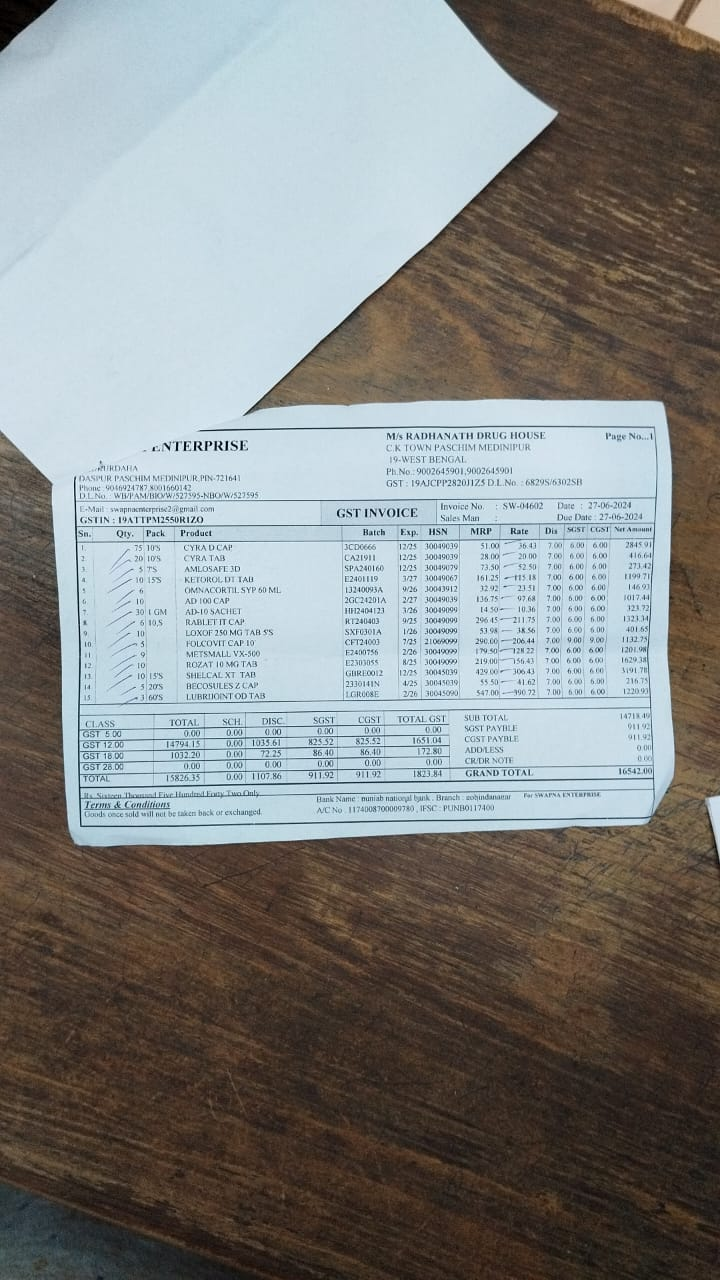 ENTERPRISE
DASPUR PASCHIM MEDINIPUR,PIN-721641
Phone : 9046924787,8001660142
D.L.No. : WB/PAM/BIO/W/527595-NBO/W/527595
M/s RADHANATH DRUG HOUSE Page No...1
C.K TOWN PASCHIM MEDINIPUR
19-WEST BENGAL
Ph.No.: 9002645901,9002645901
GST : 19AJCPP2820J1Z5 D.L.No. : 6829S/6302SB
E-Mail : swapnaenterprise2@gmail.com
GSTIN : 19ATTPM2550R1ZO
GST INVOICE
Invoice No. : SW-04602 Date : 27-06-2024
Sales Man : Due Date : 27-06-2024
Sn. Qty. Pack Product Batch Exp. HSN MRP Rate Dis SGST CGST Net Amount
1. 75 10'S CYRA D CAP 3CD0666 12/25 30049039 51.00 36.43 7.00 6.00 6.00 2845.91
2. 20 10'S CYRA TAB CA21911 12/25 30049039 28.00 20.00 7.00 6.00 6.00 416.64
3. 5 7'S AMLOSAFE 3D SPA240160 12/25 30049079 73.50 52.50 7.00 6.00 6.00 273.42
4. 10 15'S KETOROL DT TAB E2401119 3/27 30049067 161.25 115.18 7.00 6.00 6.00 1199.71
5. 6 OMNACORTIL SYP 60 ML 13240093A 9/26 30043912 32.92 23.51 7.00 6.00 6.00 146.93
6. 10 AD 100 CAP 2GC24201A 2/27 30049039 136.75 97.68 7.00 6.00 6.00 1017.44
7. 30 1 GM AD-10 SACHET HH2404123 3/26 30049099 14.50 10.36 7.00 6.00 6.00 323.72
8. 6 10,S RABLET IT CAP RT240403 9/25 30049099 296.45 211.75 7.00 6.00 6.00 1323.34
9. 10 LOXOF 250 MG TAB 5'S SXF0301A 1/26 30049099 53.98 38.56 7.00 6.00 6.00 401.65
10. 5 FOLCOVIT CAP 10' CFT24003 7/25 21069099 290.00 206.44 7.00 9.00 9.00 1132.75
11. 9 METSMALL VX-500 E2400756 2/26 30049099 179.50 128.22 7.00 6.00 6.00 1201.98
12. 10 ROZAT 10 MG TAB E2303055 8/25 30049099 219.00 156.43 7.00 6.00 6.00 1629.38
13. 10 15'S SHELCAL XT TAB GBRE0012 12/25 30045039 429.00 306.43 7.00 6.00 6.00 3191.78
14. 5 20'S BECOSULES Z CAP 2330141N 4/25 30045039 55.50 41.62 7.00 6.00 6.00 216.75
15. 3 60'S LUBRIJOINT OD TAB LGR008E 2/26 30045090 547.00 390.72 7.00 6.00 6.00 1220.93
CLASS TOTAL SCH. DISC. SGST CGST TOTAL GST
GST 5.00 0.00 0.00 0.00 0.00 0.00 0.00
GST 12.00 14794.15 0.00 1035.61 825.52 825.52 1651.04
GST 18.00 1032.20 0.00 72.25 86.40 86.40 172.80
GST 28.00 0.00 0.00 0.00 0.00 0.00 0.00
TOTAL 15826.35 0.00 1107.86 911.92 911.92 1823.84
SUB TOTAL 14718.49
SGST PAYBLE 911.92
CGST PAYBLE 911.92
ADD/LESS 0.00
CR/DR NOTE 0.00
GRAND TOTAL 16542.00
Rs. Sixteen Thousand Five Hundred Forty Two Only
Terms & Conditions
Goods once sold will not be taken back or exchanged.
Bank Name : punjab national bank . Branch : gobindanagar
A/C No : 1174008700009780 , IFSC : PUNB0117400
For SWAPNA ENTERPRISE